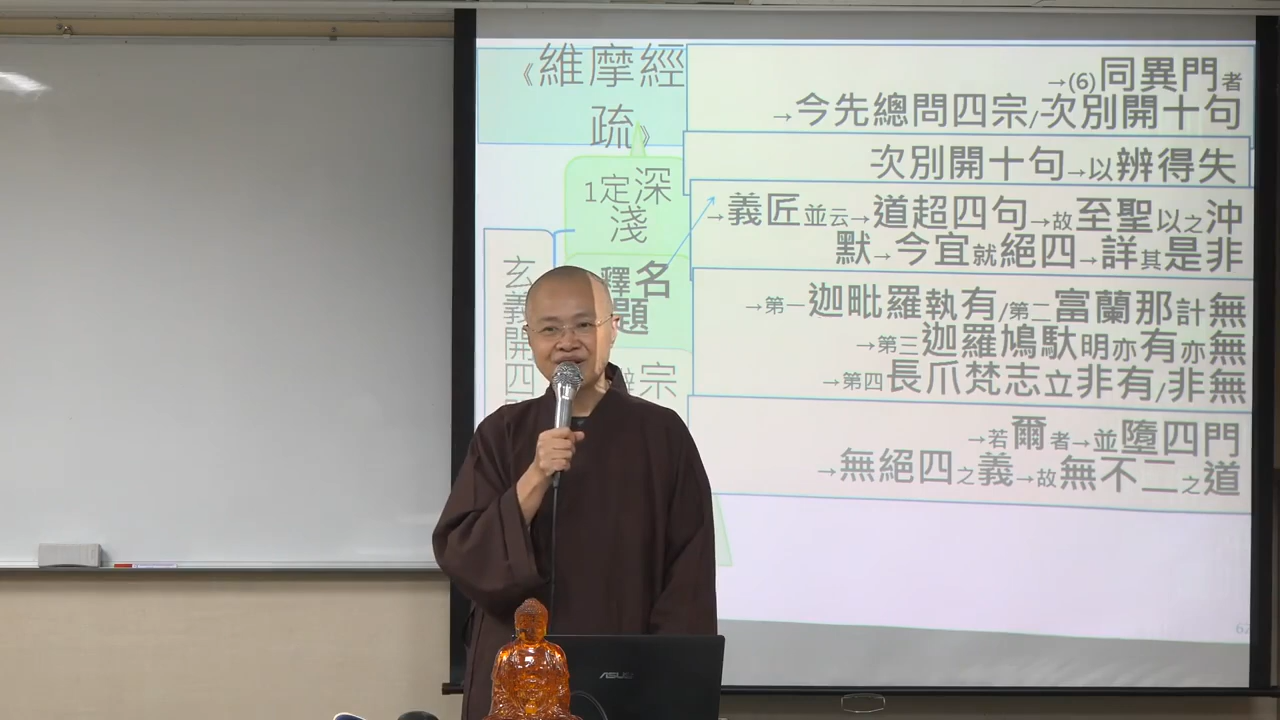 《維摩經
疏》
1定深
淺
釋名
題
辨宗
玄
義
開
四
→(6)同異門者
→今先總問四宗/次別開十句
次別開十句→以辨得失
→義匠並云→道超四句→故至聖以之沖
默→今宜就絕四→詳其是非
→第一迦毗羅執有/第二富蘭那計無
→第三迦羅鳩馱明亦有亦無
→第四長爪梵志立非有/非無
→若爾者→並墮四門
→無絕四之義→故無不二之道
ASUS